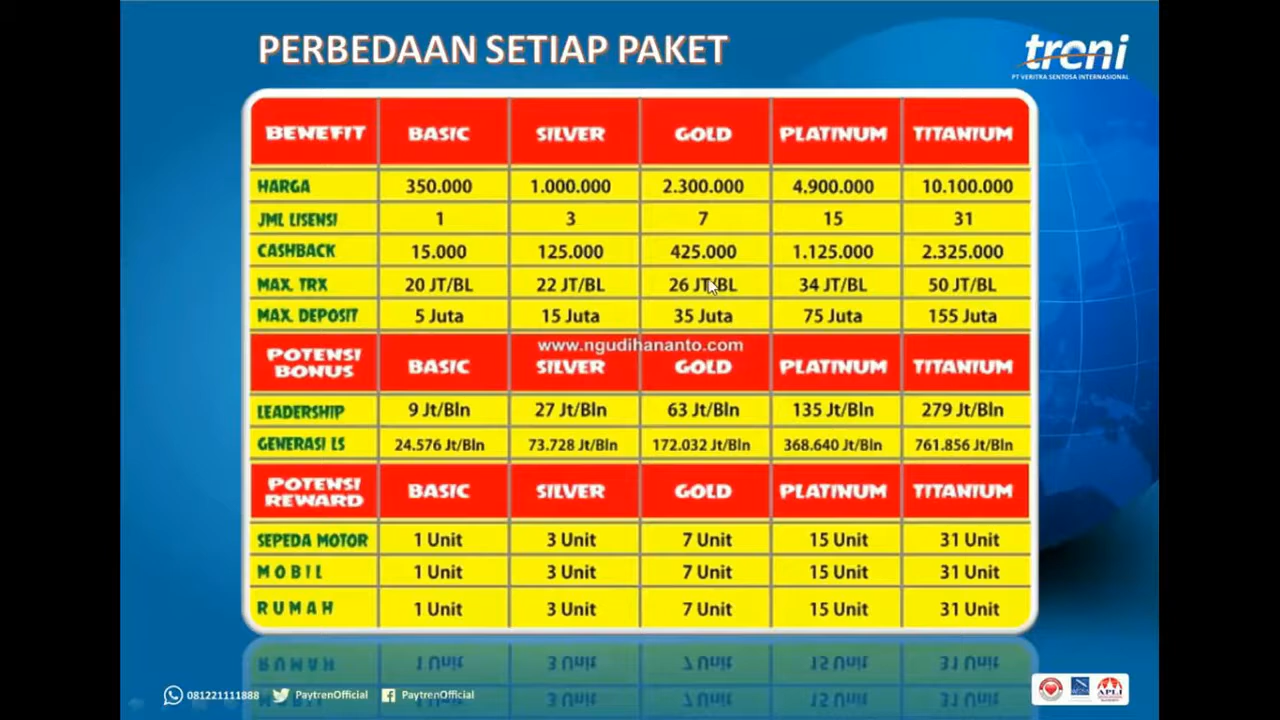 PERBEDAAN SETIAP PAKET
treni
PT VERITRA SENTOSA INTERNASIONAL
BENEFIT BASIC SILVER GOLD PLATINUM TITANIUM
HARGA 350.000 1.000.000 2.300.000 4.900.000 10.100.000
JML LISENSI 1 3 7 15 31
CASHBACK 15.000 125.000 425.000 1.125.000 2.325.000
MAX. TRX 20 JT/BL 22 JT/BL 26 JT/BL 34 JT/BL 50 JT/BL
MAX. DEPOSIT 5 Juta 15 Juta 35 Juta 75 Juta 155 Juta
www.ngudihananto.com
POTENSI BONUS BASIC SILVER GOLD PLATINUM TITANIUM
LEADERSHIP 9 Jt/Bln 27 Jt/Bln 63 Jt/Bln 135 Jt/Bln 279 Jt/Bln
GENERASI LS 24.576 Jt/Bln 73.728 Jt/Bln 172.032 Jt/Bln 368.640 Jt/Bln 761.856 Jt/Bln
POTENSI REWARD BASIC SILVER GOLD PLATINUM TITANIUM
SEPEDA MOTOR 1 Unit 3 Unit 7 Unit 15 Unit 31 Unit
MOBIL 1 Unit 3 Unit 7 Unit 15 Unit 31 Unit
RUMAH 1 Unit 3 Unit 7 Unit 15 Unit 31 Unit
081221111888 PaytrenOfficial PaytrenOfficial
APLI